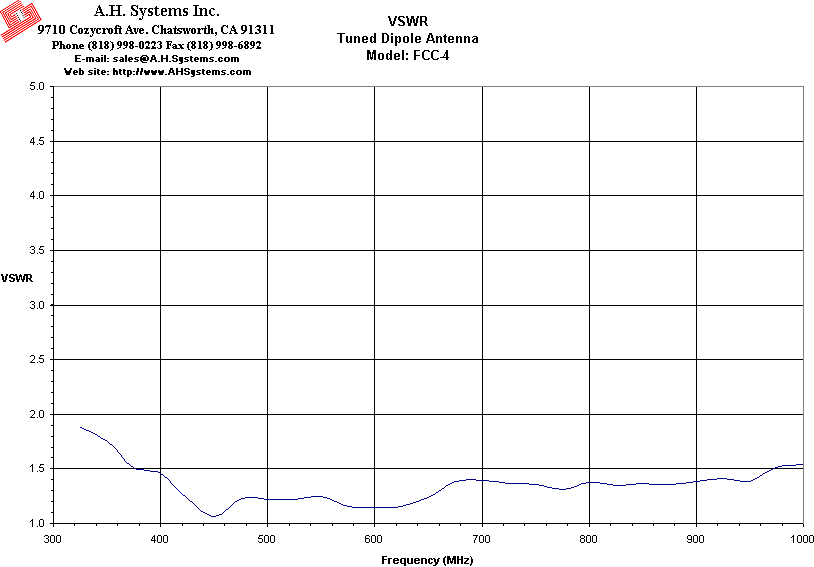 A.H. Systems Inc.
9710 Cozycroft Ave. Chatsworth, CA 91311
Phone (818) 998-0223 Fax (818) 998-6892
E-mail: sales@A.H.Systems.com
Web site: http://www.AHSystems.com
VSWR
Tuned Dipole Antenna
Model: FCC-4
5.0
4.5
4.0
3.5
VSWR
3.0
2.5
2.0
1.5
1.0
300 400 500 600 700 800 900 1000
Frequency (MHz)